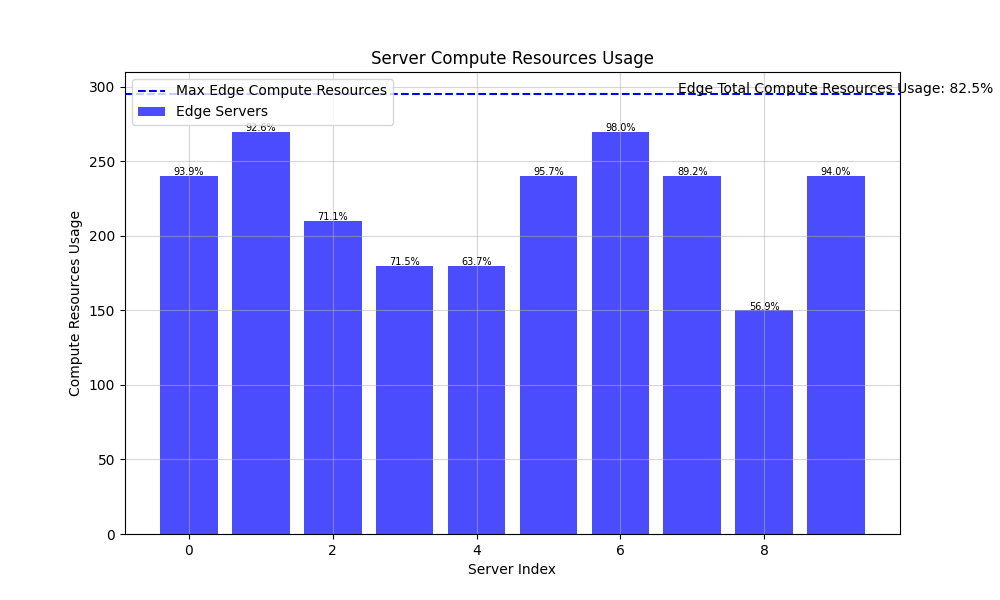 Server Compute Resources Usage
Max Edge Compute Resources
Edge Servers
Edge Total Compute Resources Usage: 82.5%
93.9%
92.6%
71.1%
71.5%
63.7%
95.7%
98.0%
89.2%
56.9%
94.0%
Compute Resources Usage
300
250
200
150
100
50
0
0 2 4 6 8
Server Index